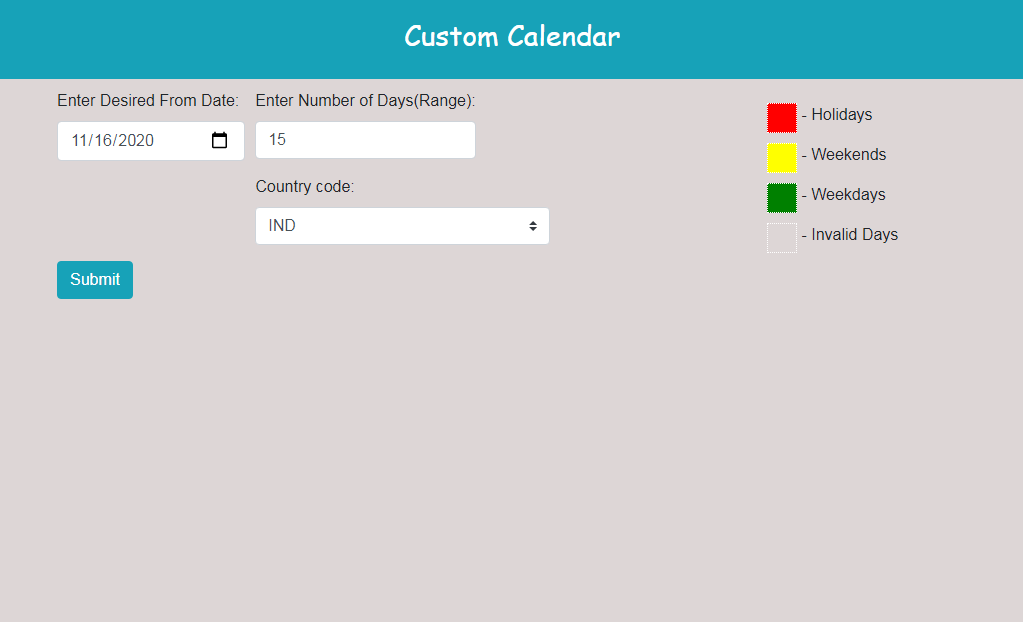 Custom Calendar
Enter Desired From Date:
11/16/2020
Enter Number of Days(Range):
15
Country code:
IND
Submit
- Holidays
- Weekends
- Weekdays
- Invalid Days